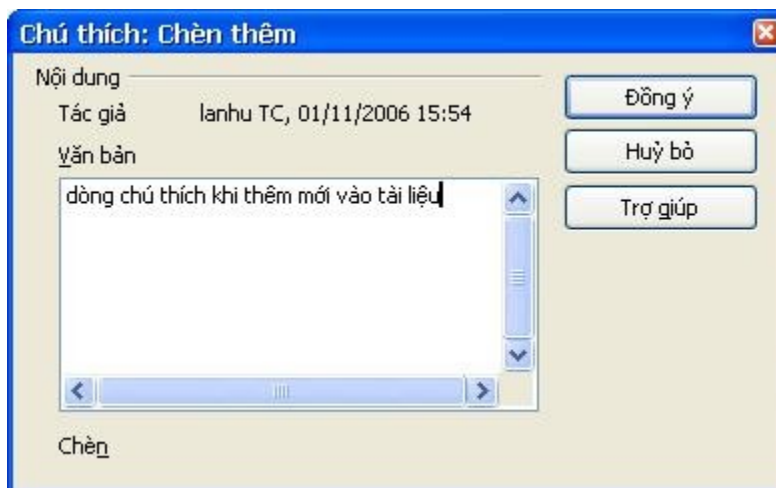 Chú thích: Chèn thêm
Nội dung
Tác giả lanhu TC, 01/11/2006 15:54
Văn bản
dòng chú thích khi thêm mới vào tài liệu
Chèn
Đồng ý
Huỷ bỏ
Trợ giúp